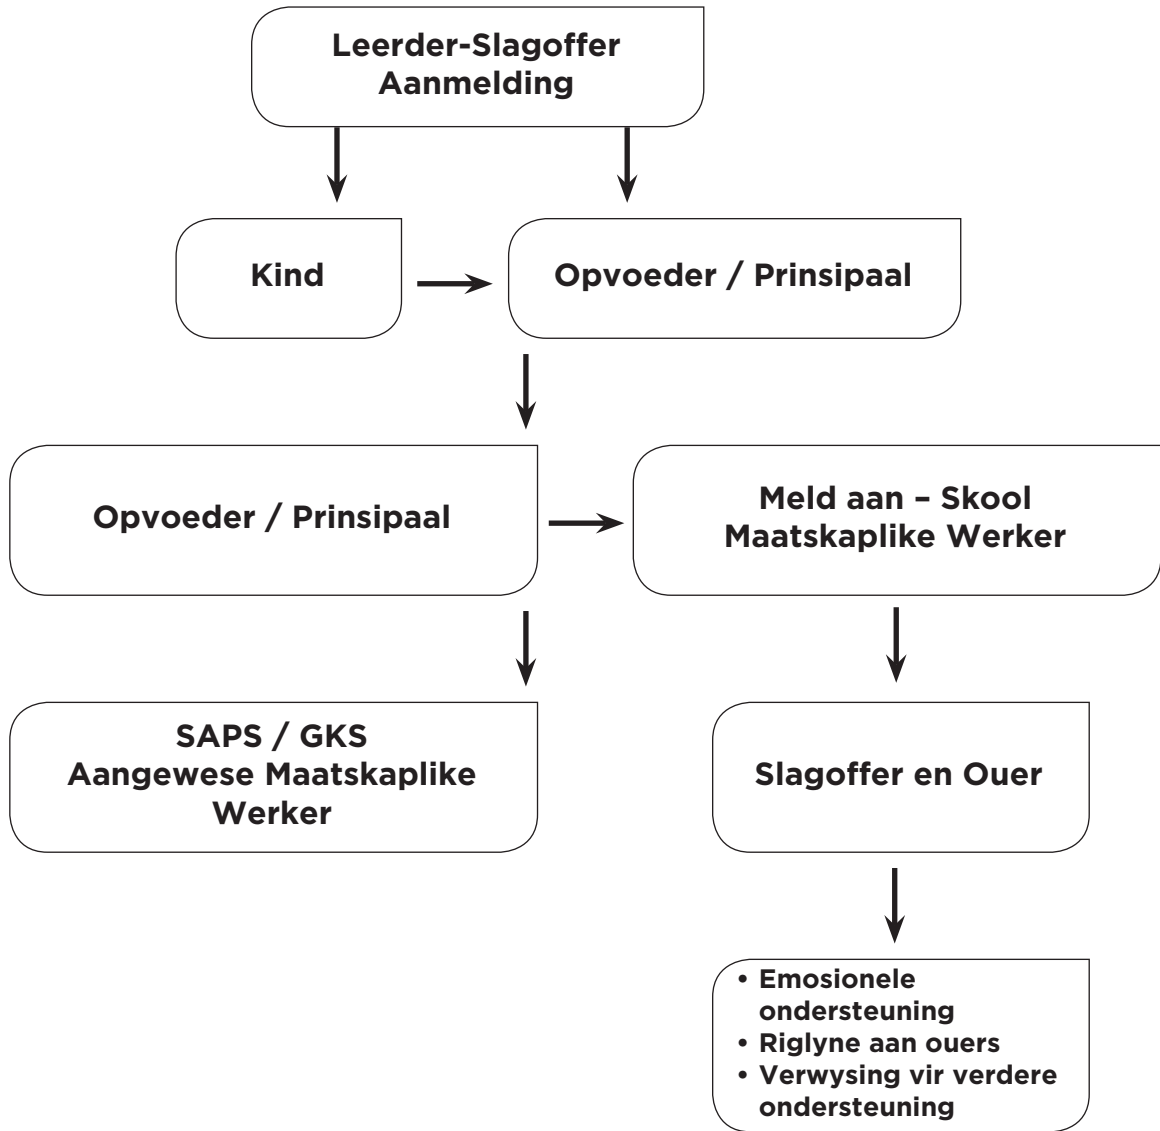 Leerder-Slagoffer
Aanmelding
Kind
Opvoeder / Prinsipaal
Opvoeder / Prinsipaal
Meld aan – Skool
Maatskaplike Werker
SAPS / GKS
Aangewese Maatskaplike
Werker
Slagoffer en Ouer
• Emosionele
ondersteuning
• Riglyne aan ouers
• Verwysing vir verdere
ondersteuning